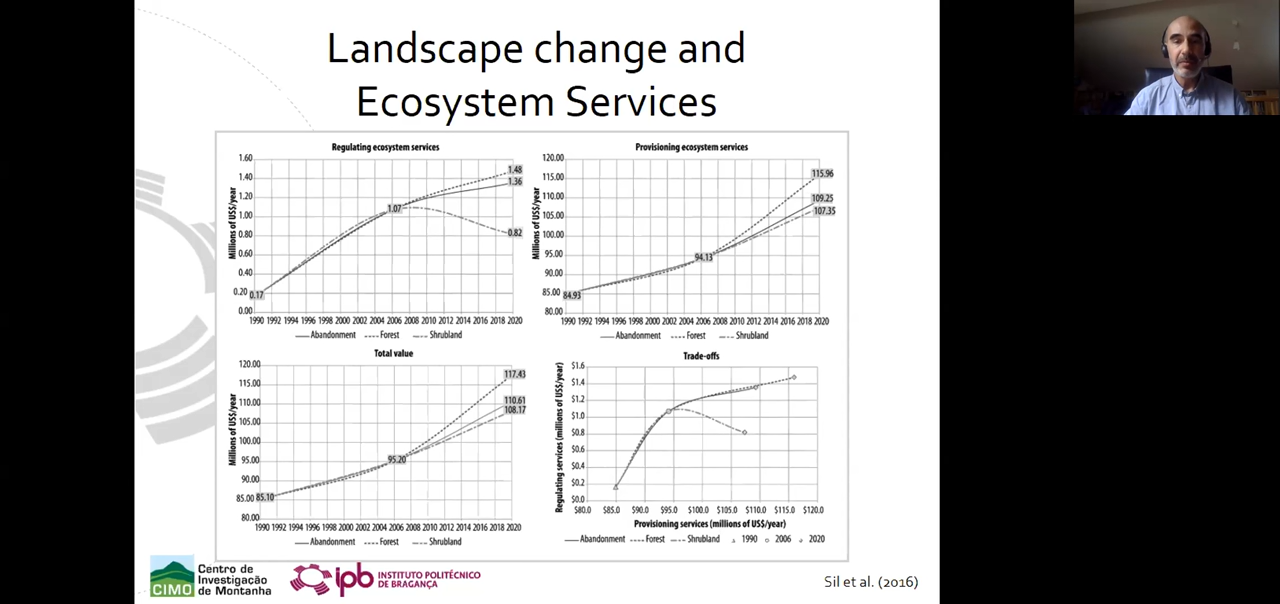 Landscape change and
Ecosystem Services
Regulating ecosystem services
Millions of US$/year
1.60
1.40
1.20
1.00
0.80
0.60
0.40
0.20
0.00
0.17
1.07
1.48
1.36
0.82
1990 1992 1994 1996 1998 2000 2002 2004 2006 2008 2010 2012 2014 2016 2018 2020
Abandonment Forest Shrubland
Provisioning ecosystem services
Millions of US$/year
120.00
115.00
110.00
105.00
100.00
95.00
90.00
85.00
80.00
84.93
94.13
115.96
109.25
107.35
1990 1992 1994 1996 1998 2000 2002 2004 2006 2008 2010 2012 2014 2016 2018 2020
Abandonment Forest Shrubland
Total value
Millions of US$/year
120.00
115.00
110.00
105.00
100.00
95.00
90.00
85.00
80.00
85.10
95.20
117.43
110.61
108.17
1990 1992 1994 1996 1998 2000 2002 2004 2006 2008 2010 2012 2014 2016 2018 2020
Abandonment Forest Shrubland
Trade-offs
Regulating services (millions of US$/year)
$1.6
$1.4
$1.2
$1.0
$0.8
$0.6
$0.4
$0.2
$0.0
$80.0 $85.0 $90.0 $95.0 $100.0 $105.0 $110.0 $115.0 $120.0
Provisioning services (millions of US$/year)
Abandonment Forest Shrubland 1990 2006 2020
CIMO
Centro de
Investigação
de Montanha
ipb
INSTITUTO POLITÉCNICO
DE BRAGANÇA
Sil et al. (2016)